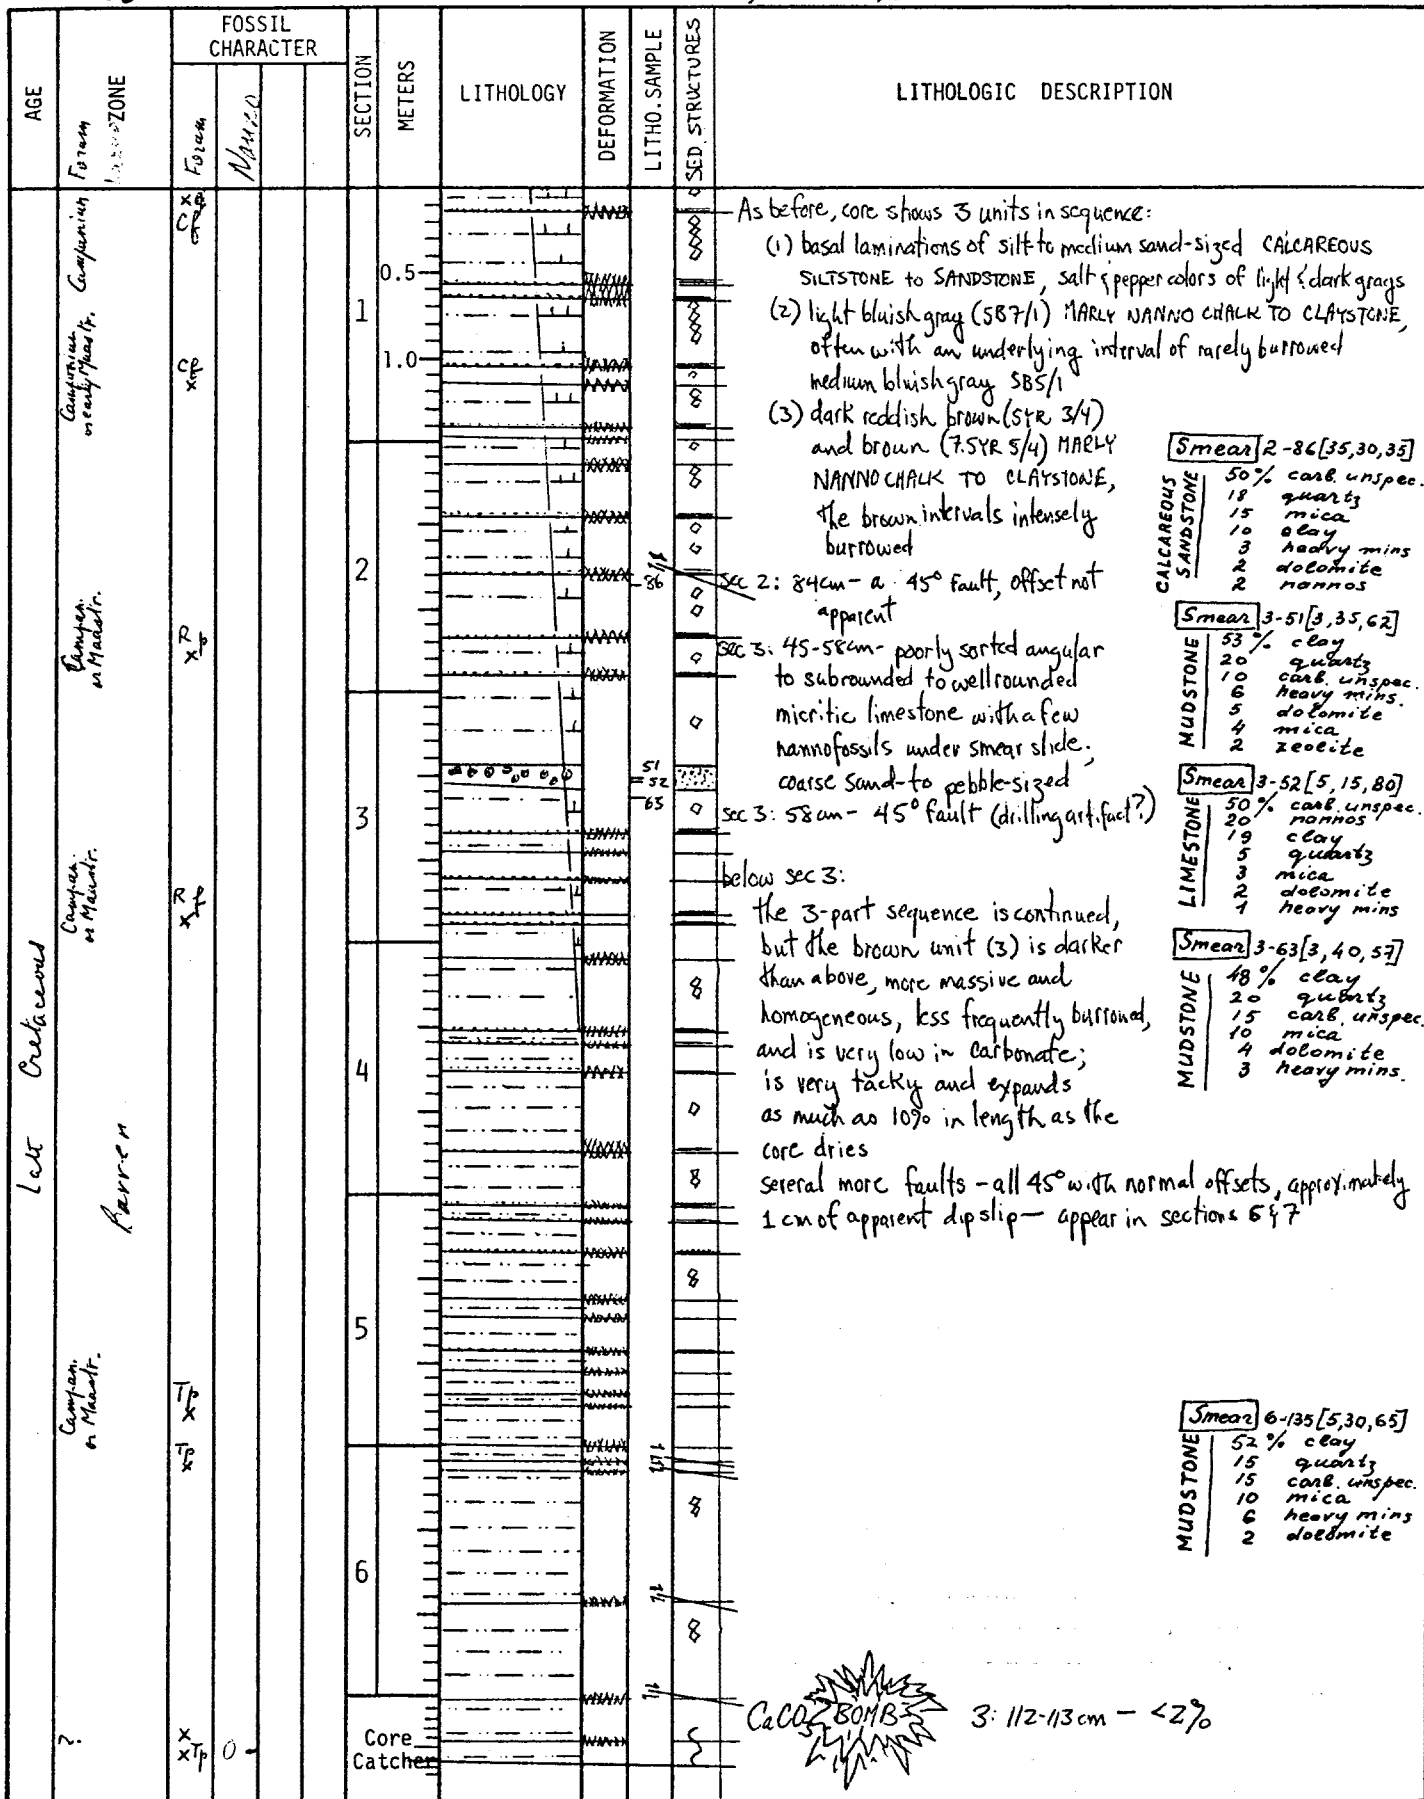 FOSSIL
CHARACTER
AGE
Foram
ZONE
Foram
Nanno
SECTION
METERS
LITHOLOGY
DEFORMATION
LITHO. SAMPLE
SED. STRUCTURES
LITHOLOGIC DESCRIPTION
Late Cretaceous
Campanian
Campanian
or early Maastr.
Campan.
or Maastr.
Campan.
or Maastr.
Barren
Campan.
or Maastr.
?
Cp
Cp
x
Rp
x
Rf
x
Tp
x
Tp
x
x
xTp
0 -
0.5
1.0
1
2
3
4
5
6
Core
Catcher
86
51
52
63
As before, core shows 3 units in sequence:
(1) basal laminations of silt-to medium sand-sized CALCAREOUS
SILTSTONE to SANDSTONE, salt & pepper colors of light & dark grays
(2) light bluish gray (5B7/1) MARLY NANNO CHALK TO CLAYSTONE,
often with an underlying interval of rarely burrowed
medium bluish gray 5B5/1
(3) dark reddish brown (5YR 3/4)
and brown (7.5YR 5/4) MARLY
NANNO CHALK TO CLAYSTONE,
the brown intervals intensely
burrowed
sec 2: 84cm - a 45° fault, offset not
apparent
sec 3: 45-58cm - poorly sorted angular
to subrounded to wellrounded
micritic limestone with a few
nannofossils under smear slide;
coarse sand-to pebble-sized
sec 3: 58cm - 45° fault (drilling artifact?)
below sec 3:
the 3-part sequence is continued,
but the brown unit (3) is darker
than above, more massive and
homogeneous, less frequently burrowed,
and is very low in carbonate;
is very tacky and expands
as much as 10% in length as the
core dries
several more faults - all 45° with normal offsets, approximately
1 cm of apparent dip slip - appear in sections 6 & 7
Smear 2-86[35,30,35]
CALCAREOUS SANDSTONE
50% carb. unspec.
18 quartz
15 mica
10 clay
3 heavy mins
2 dolomite
2 nannos
Smear 3-51[3,35,62]
MUDSTONE
53% clay
20 quartz
10 carb. unspec.
6 heavy mins.
5 dolomite
4 mica
2 zeolite
Smear 3-52[5,15,80]
LIMESTONE
50% carb. unspec.
20 nannos
19 clay
5 quartz
3 mica
2 dolomite
1 heavy mins
Smear 3-63[3,40,57]
MUDSTONE
48% clay
20 quartz
15 carb. unspec.
10 mica
4 dolomite
3 heavy mins.
Smear 6-135[5,30,65]
MUDSTONE
52% clay
15 quartz
15 carb. unspec.
10 mica
6 heavy mins
2 dolomite
CaCO3 BOMB 3: 112-113cm - <2%